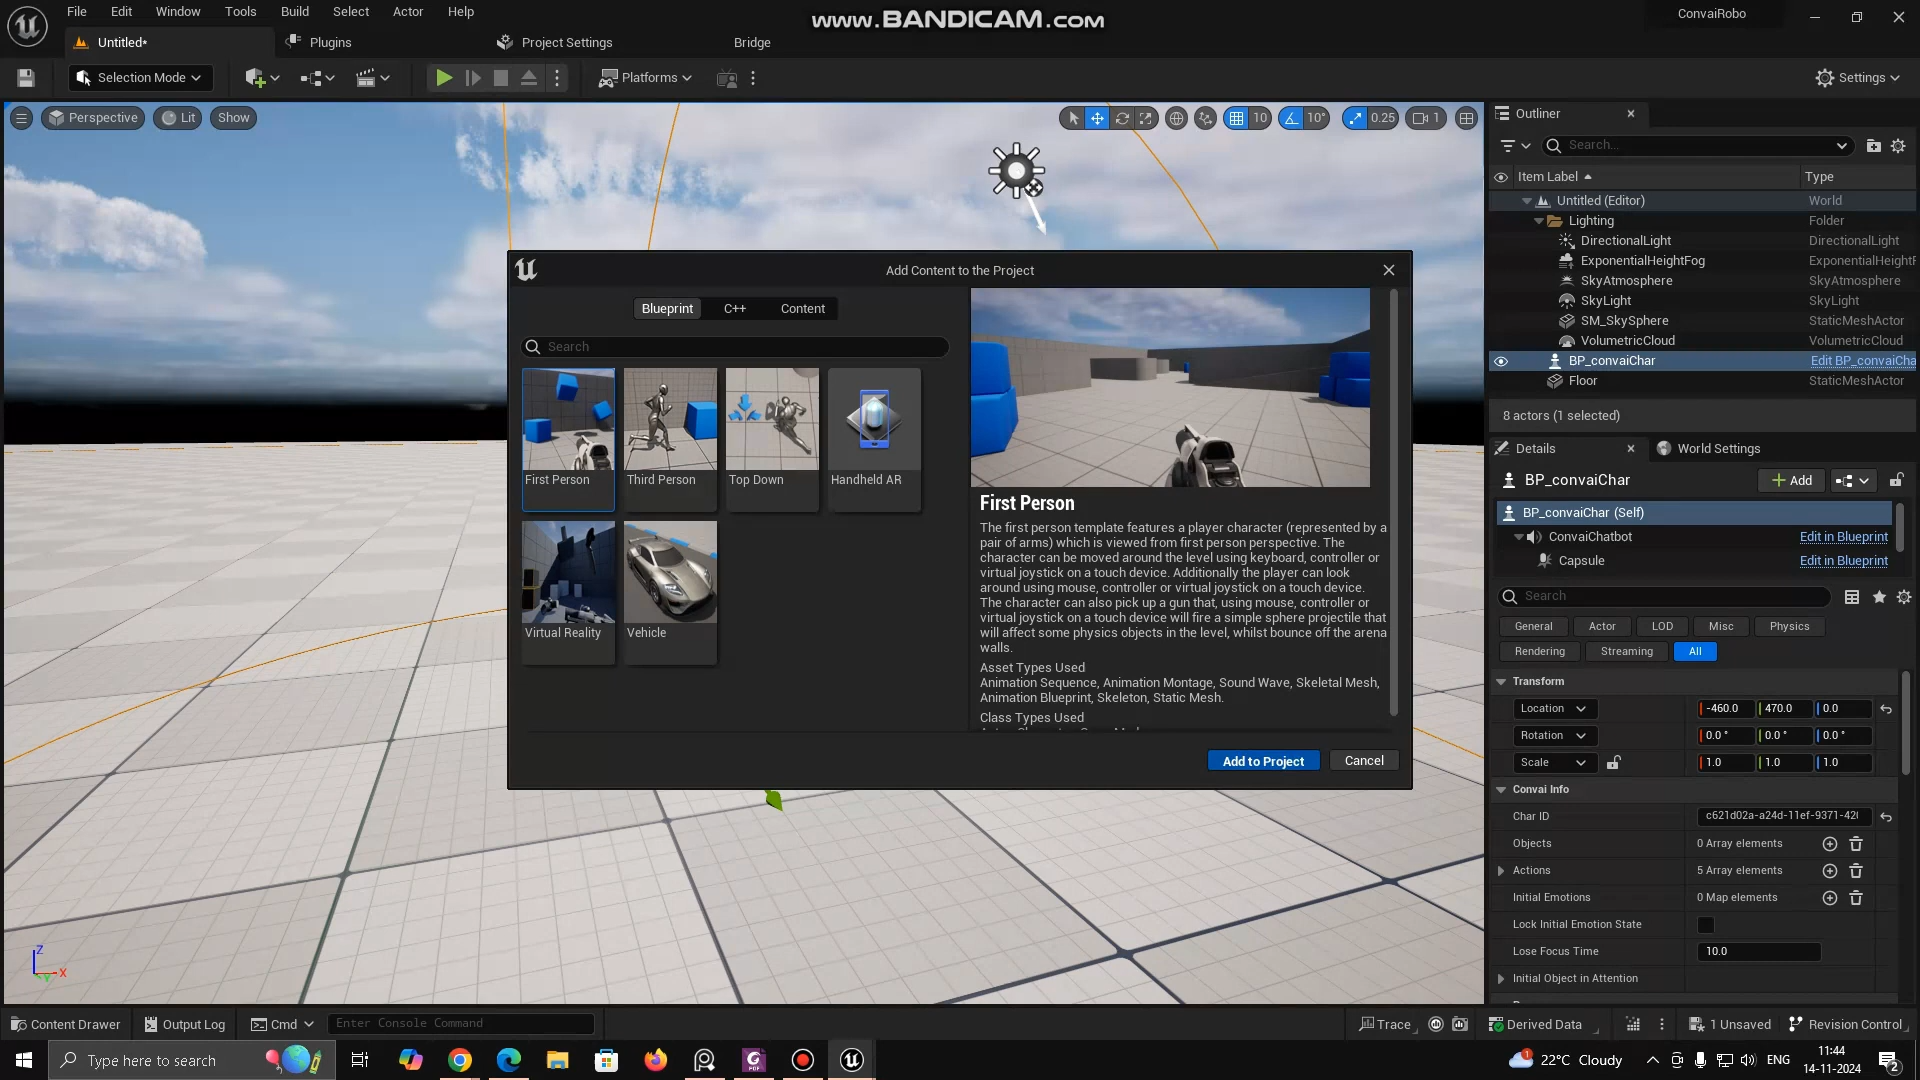 File Edit Window Tools Build Select Actor Help
www.BANDICAM.com
ConvaiRobo
Untitled*
Plugins
Project Settings
Bridge
Selection Mode
Platforms
Settings
Perspective
Lit
Show
10
10°
0.25
1
Outliner
Search...
Item Label
Type
Untitled (Editor) World
Lighting Folder
DirectionalLight DirectionalLight
ExponentialHeightFog ExponentialHeightF
SkyAtmosphere SkyAtmosphere
SkyLight SkyLight
SM_SkySphere StaticMeshActor
VolumetricCloud VolumetricCloud
BP_convaiChar Edit BP_convaiCha
Floor StaticMeshActor
8 actors (1 selected)
Add Content to the Project
Blueprint C++ Content
Search
First Person
Third Person
Top Down
Handheld AR
Virtual Reality
Vehicle
First Person
The first person template features a player character (represented by a
pair of arms) which is viewed from first person perspective. The
character can be moved around the level using keyboard, controller or
virtual joystick on a touch device. Additionally the player can look
around using mouse, controller or virtual joystick on a touch device.
The character can also pick up a gun that, using mouse, controller or
virtual joystick on a touch device will fire a simple sphere projectile that
will affect some physics objects in the level, whilst bounce off the arena
walls.
Asset Types Used
Animation Sequence, Animation Montage, Sound Wave, Skeletal Mesh,
Animation Blueprint, Skeleton, Static Mesh.
Class Types Used
Add to Project
Cancel
Details
World Settings
BP_convaiChar
Add
BP_convaiChar (Self)
ConvaiChatbot Edit in Blueprint
Capsule Edit in Blueprint
Search
General Actor LOD Misc Physics
Rendering Streaming All
Transform
Location -460.0 470.0 0.0
Rotation 0.0 ° 0.0 ° 0.0 °
Scale 1.0 1.0 1.0
Convai Info
Char ID c621d02a-a24d-11ef-9371-42
Objects 0 Array elements
Actions 5 Array elements
Initial Emotions 0 Map elements
Lock Initial Emotion State
Lose Focus Time 10.0
Initial Object in Attention
Z
X
Y
Content Drawer
Output Log
Cmd
Enter Console Command
Trace
Derived Data
1 Unsaved
Revision Control
Type here to search
1
22°C Cloudy
ENG
11:44
14-11-2024
2